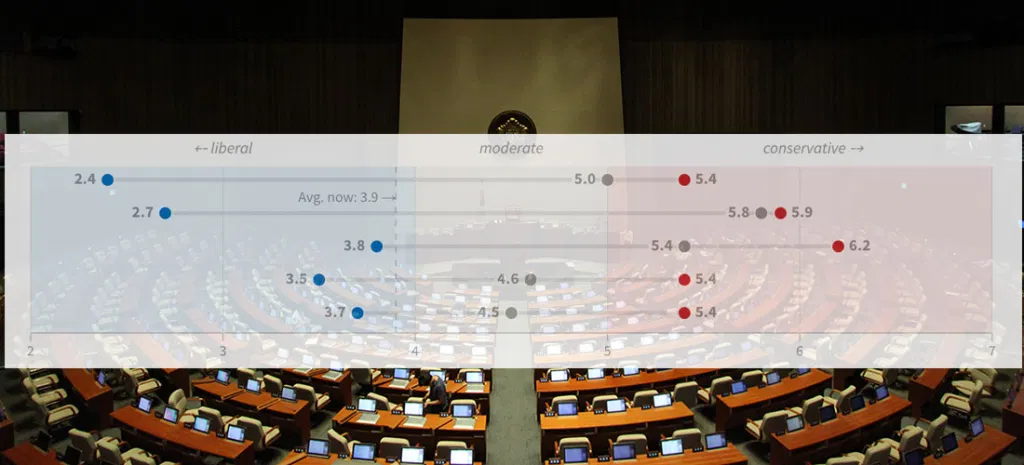 ← liberal moderate conservative →
2.4 5.0 5.4
Avg. now: 3.9 →
2.7 5.8 5.9
3.8 5.4 6.2
3.5 4.6 5.4
3.7 4.5 5.4
2 3 4 5 6 7